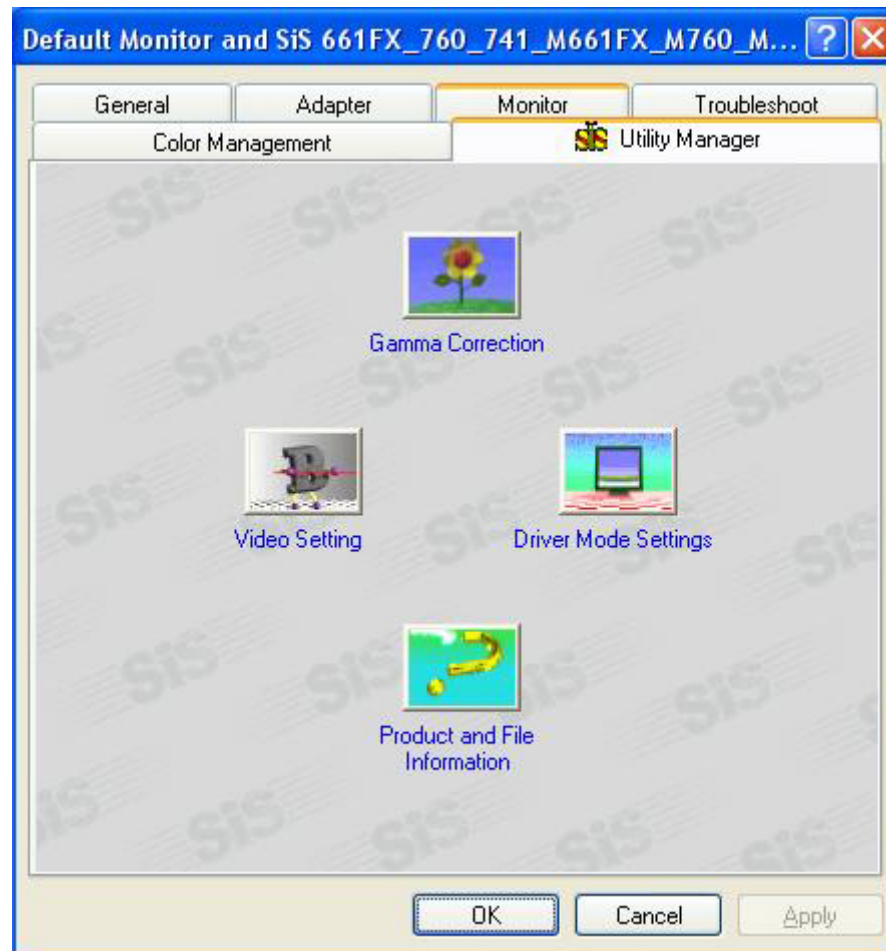 Default Monitor and SiS 661FX_760_741_M661FX_M760_M...
General Adapter Monitor Troubleshoot
Color Management SiS Utility Manager
Gamma Correction
Video Setting Driver Mode Settings
Product and File
Information
OK Cancel Apply